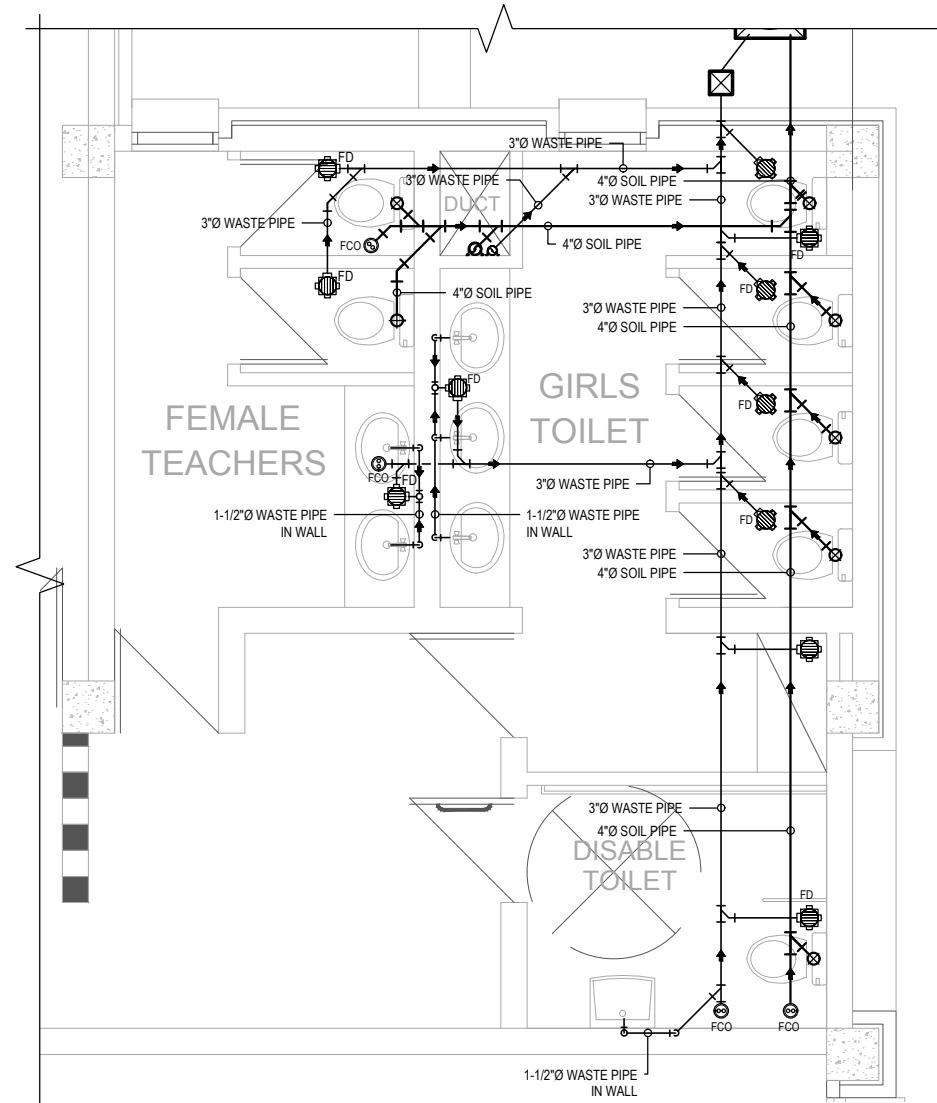 3"Ø WASTE PIPE
FD
4"Ø SOIL PIPE
3"Ø WASTE PIPE
3"Ø WASTE PIPE
DUCT
3"Ø WASTE PIPE
FCO
4"Ø SOIL PIPE
FD
FD
4"Ø SOIL PIPE
FD
3"Ø WASTE PIPE
4"Ø SOIL PIPE
FD
GIRLS
TOILET
FD
FEMALE
TEACHERS
FCO
FD
3"Ø WASTE PIPE
1-1/2"Ø WASTE PIPE
IN WALL
1-1/2"Ø WASTE PIPE
IN WALL
FD
3"Ø WASTE PIPE
4"Ø SOIL PIPE
3"Ø WASTE PIPE
4"Ø SOIL PIPE
DISABLE
TOILET
FD
FCO
FCO
1-1/2"Ø WASTE PIPE
IN WALL